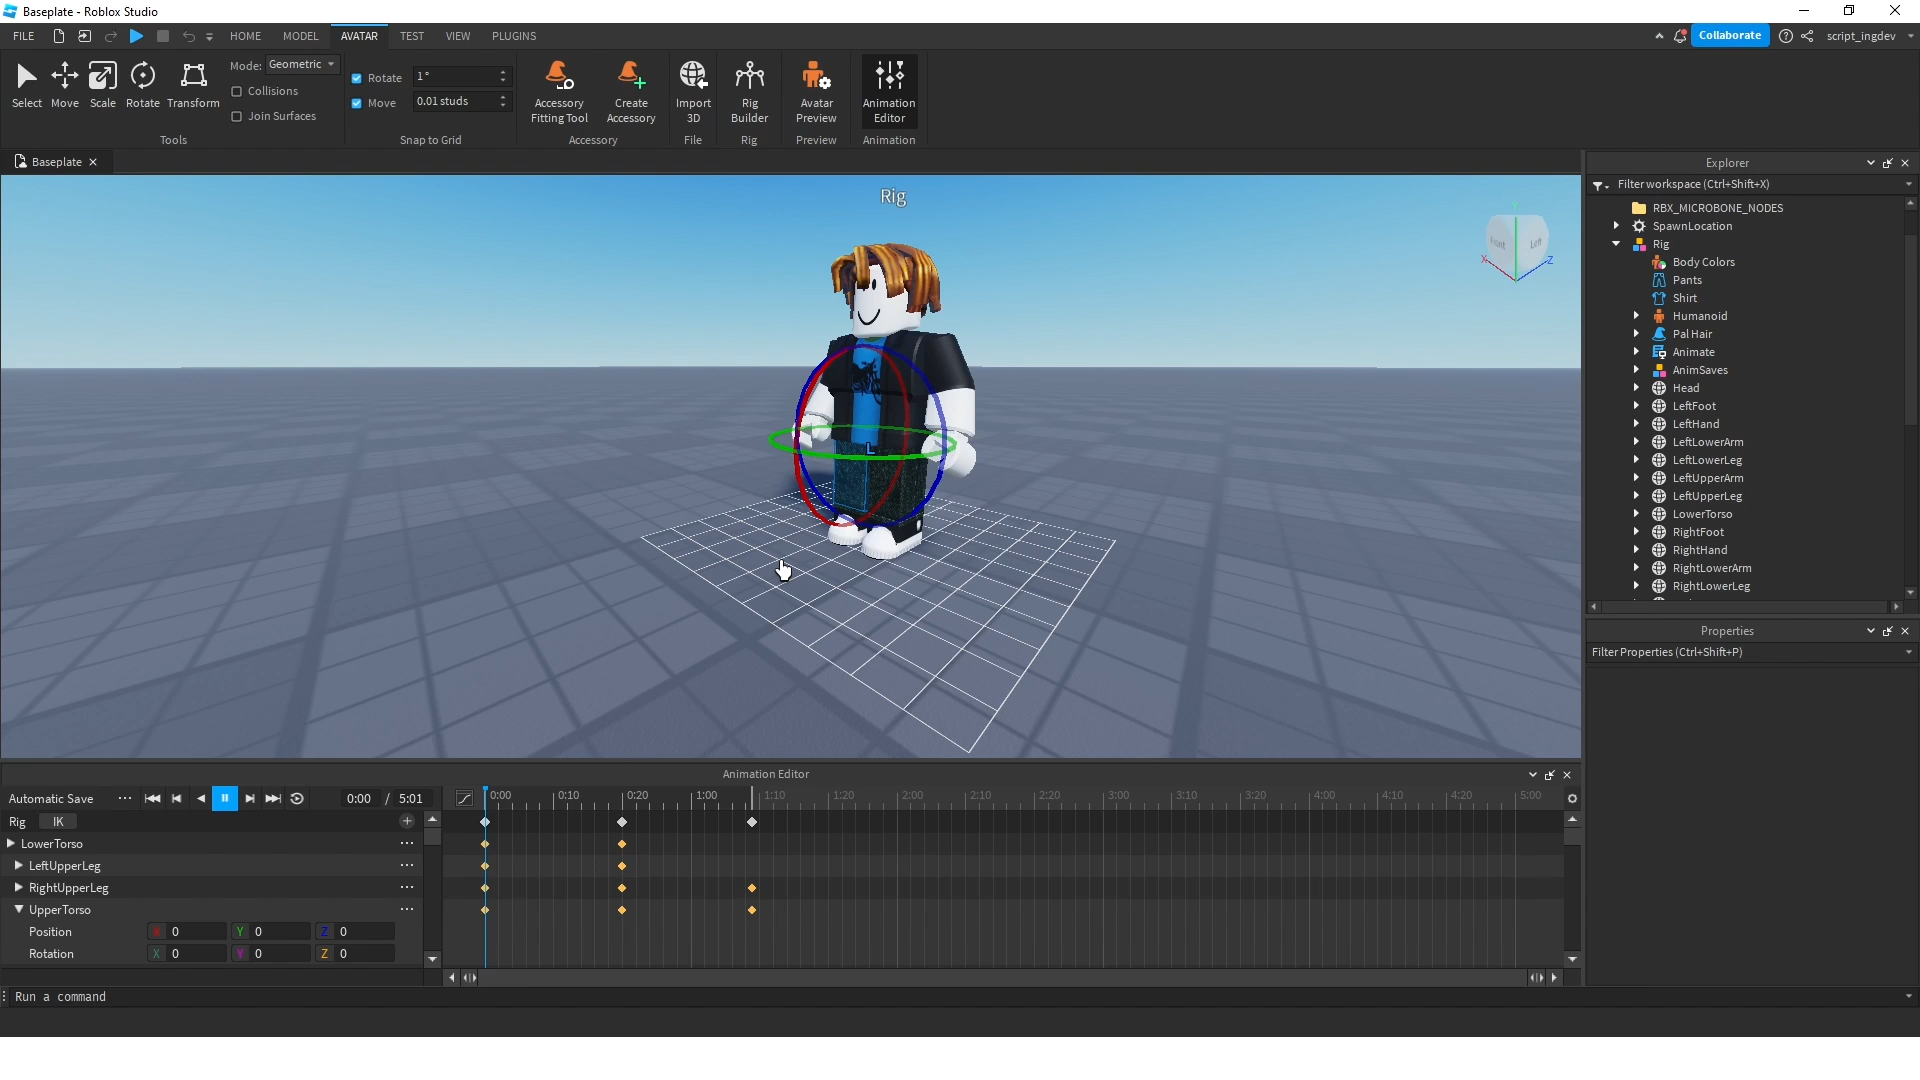 Baseplate - Roblox Studio
FILE HOME MODEL AVATAR TEST VIEW PLUGINS Collaborate script_ingdev
Select Move Scale Rotate Transform
Mode: Geometric
Collisions
Join Surfaces
Tools
Rotate 1°
Move 0.01 studs
Snap to Grid
Accessory Fitting Tool
Create Accessory
Accessory
Import 3D
File
Rig Builder
Rig
Avatar Preview
Preview
Animation Editor
Animation
Baseplate
Rig
Front Left
X Y Z
L
Explorer
Filter workspace (Ctrl+Shift+X)
RBX_MICROBONE_NODES
SpawnLocation
Rig
Body Colors
Pants
Shirt
Humanoid
Pal Hair
Animate
AnimSaves
Head
LeftFoot
LeftHand
LeftLowerArm
LeftLowerLeg
LeftUpperArm
LeftUpperLeg
LowerTorso
RightFoot
RightHand
RightLowerArm
RightLowerLeg
Properties
Filter Properties (Ctrl+Shift+P)
Animation Editor
Automatic Save ... 0:00 / 5:01
0:00 0:10 0:20 1:00 1:10 1:20 2:00 2:10 2:20 3:00 3:10 3:20 4:00 4:10 4:20 5:00
Rig IK
LowerTorso ...
LeftUpperLeg ...
RightUpperLeg ...
UpperTorso ...
Position X 0 Y 0 Z 0
Rotation X 0 Y 0 Z 0
Run a command